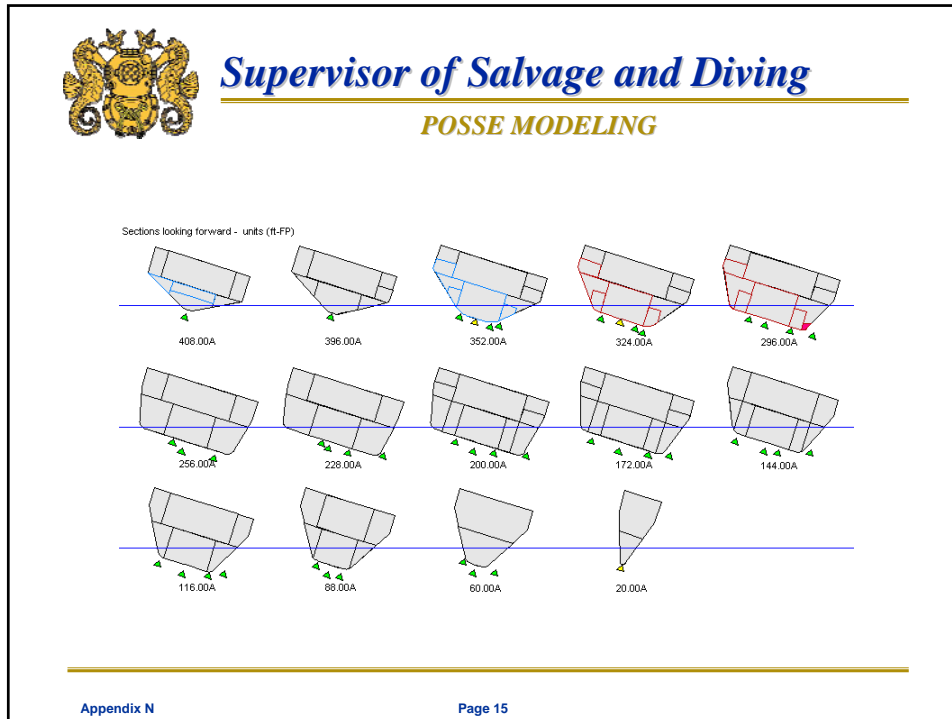 Supervisor of Salvage and Diving
POSSE MODELING
Sections looking forward - units (ft-FP)
408.00A 396.00A 352.00A 324.00A 296.00A
256.00A 228.00A 200.00A 172.00A 144.00A
116.00A 88.00A 60.00A 20.00A
Appendix N Page 15